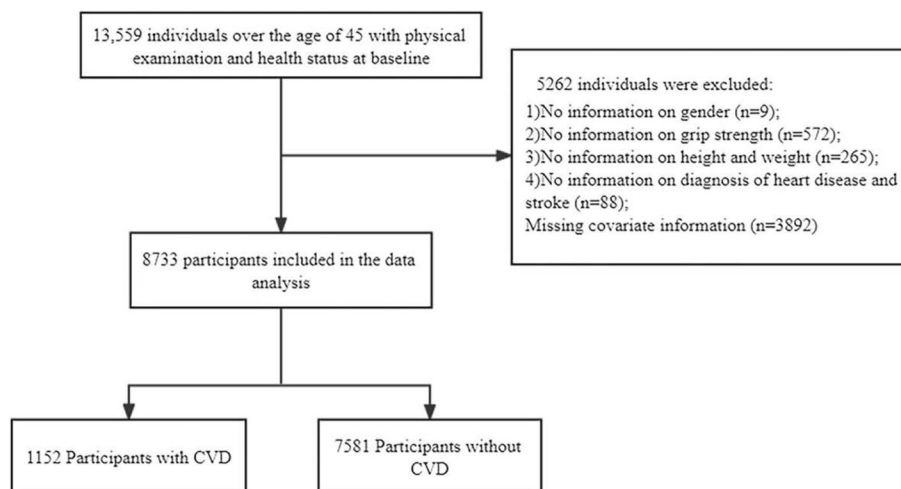 13,559 individuals over the age of 45 with physical
examination and health status at baseline
5262 individuals were excluded:
1)No information on gender (n=9);
2)No information on grip strength (n=572);
3)No information on height and weight (n=265);
4)No information on diagnosis of heart disease and
stroke (n=88);
Missing covariate information (n=3892)
8733 participants included in the data
analysis
1152 Participants with CVD
7581 Participants without
CVD